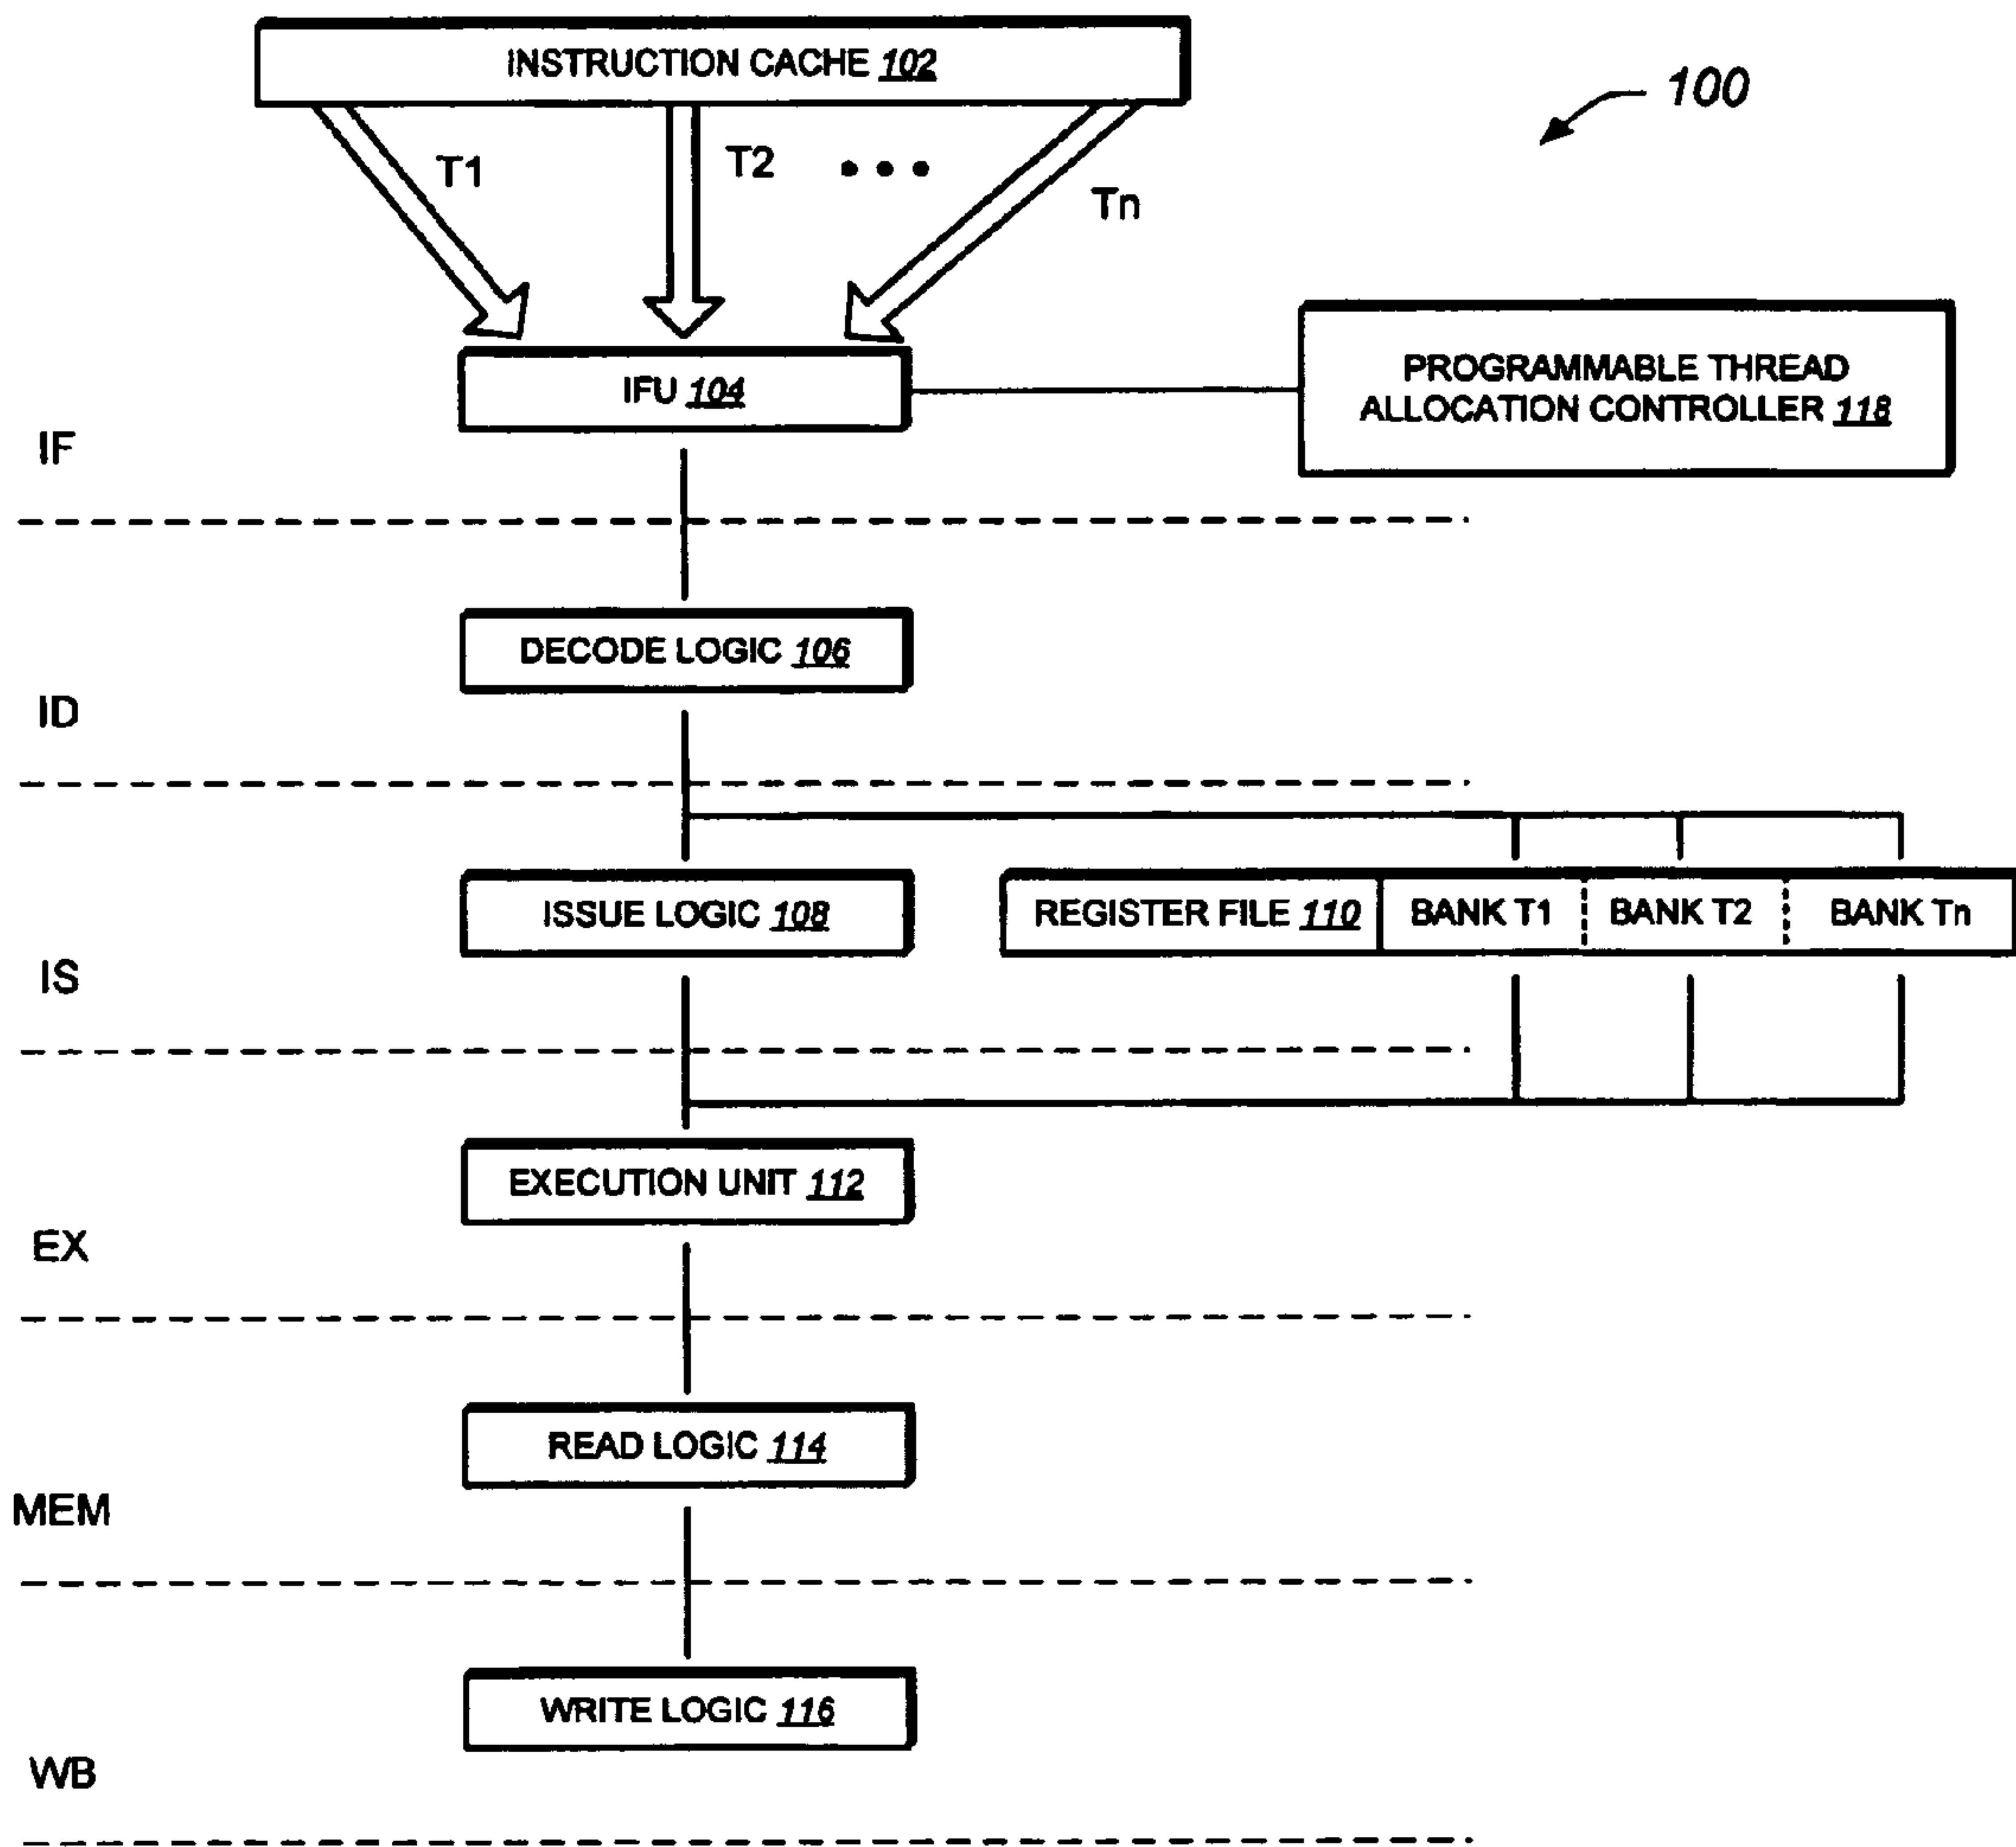 INSTRUCTION CACHE 102
100
T1
T2
• • •
Tn
IFU 104
PROGRAMMABLE THREAD
ALLOCATION CONTROLLER 118
IF
DECODE LOGIC 106
ID
ISSUE LOGIC 108
REGISTER FILE 110
BANK T1
BANK T2
BANK Tn
IS
EXECUTION UNIT 112
EX
READ LOGIC 114
MEM
WRITE LOGIC 116
WB